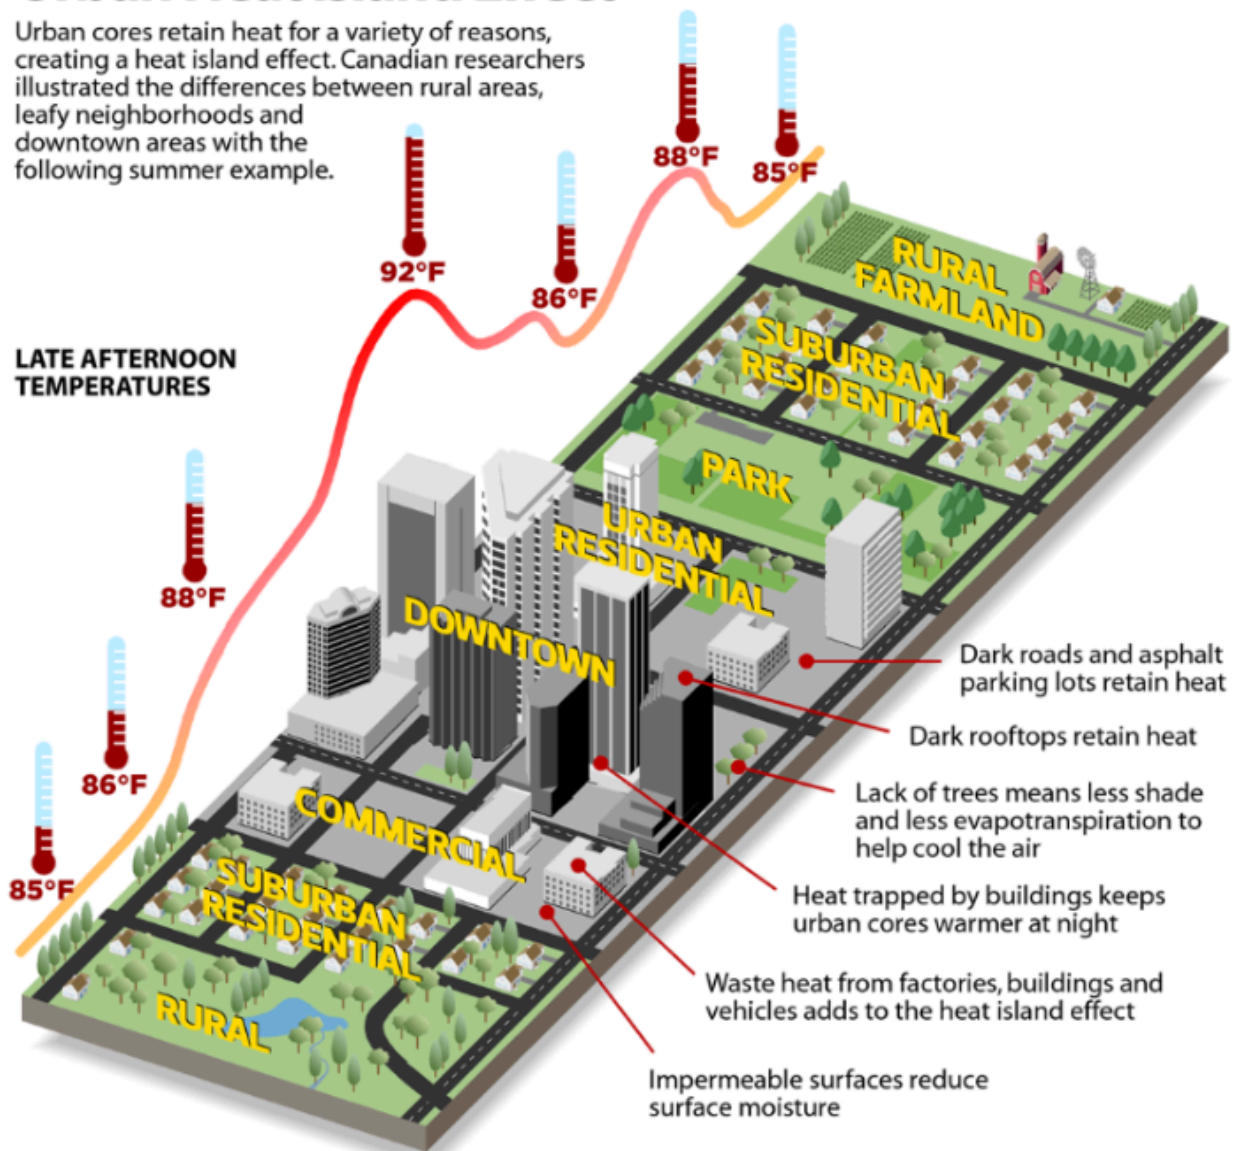 Urban Heat Island Effect
Urban cores retain heat for a variety of reasons,
creating a heat island effect. Canadian researchers
illustrated the differences between rural areas,
leafy neighborhoods and
downtown areas with the
following summer example.
88°F
85°F
92°F
86°F
LATE AFTERNOON
TEMPERATURES
88°F
86°F
85°F
RURAL
FARMLAND
SUBURBAN
RESIDENTIAL
PARK
URBAN
RESIDENTIAL
DOWNTOWN
COMMERCIAL
SUBURBAN
RESIDENTIAL
RURAL
Dark roads and asphalt
parking lots retain heat
Dark rooftops retain heat
Lack of trees means less shade
and less evapotranspiration to
help cool the air
Heat trapped by buildings keeps
urban cores warmer at night
Waste heat from factories, buildings and
vehicles adds to the heat island effect
Impermeable surfaces reduce
surface moisture